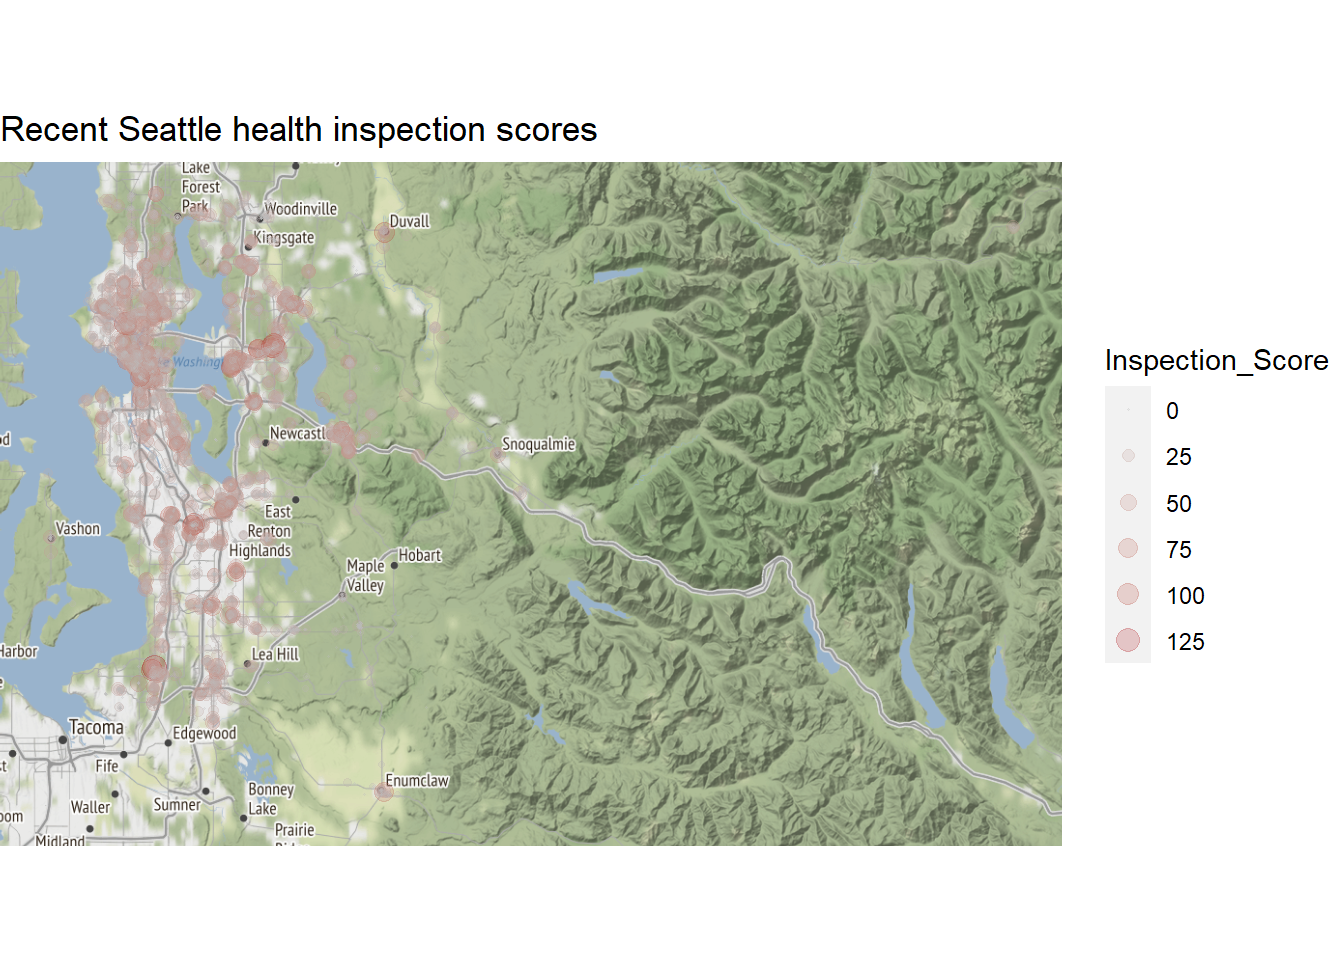 Recent Seattle health inspection scores
Lake
Forest
Park
Woodinville
Kingsgate
Duvall
Washing
Newcastl
Snoqualmie
East
Renton
Highlands
Vashon
Hobart
Maple
Valley
Harbor
Lea Hill
Tacoma
Edgewood
Fife
Enumclaw
Waller
Sumner
Bonney
Lake
Prairie
Midland
Inspection_Score
0
25
50
75
100
125